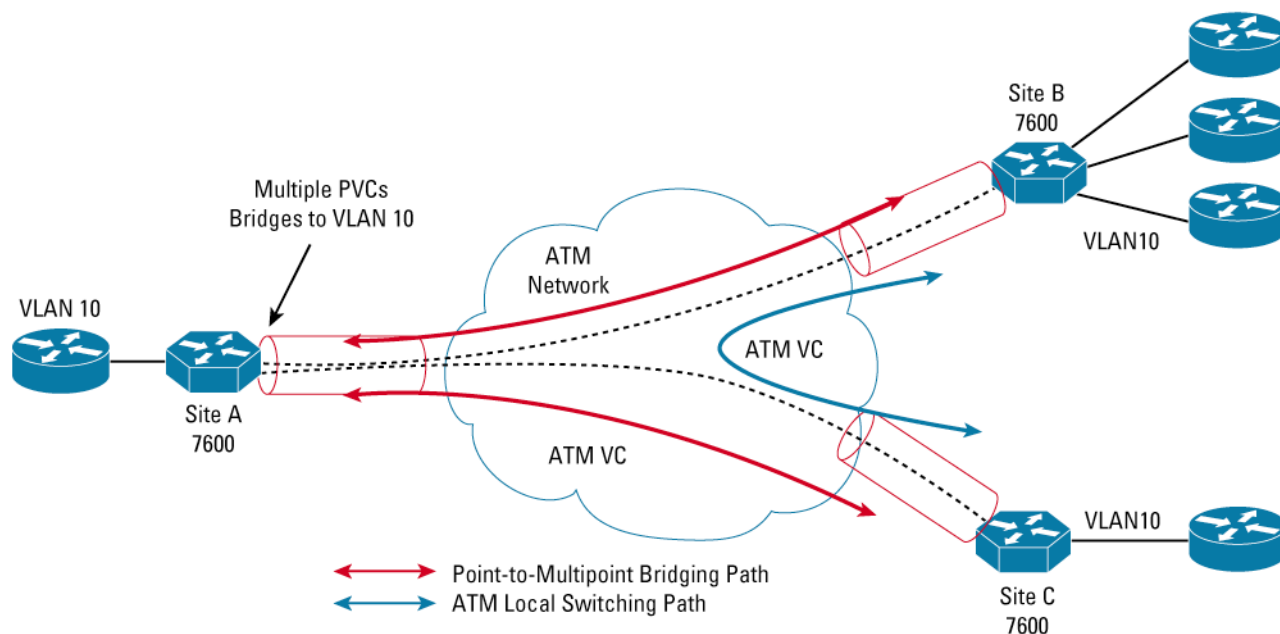 Site B
7600
Multiple PVCs
Bridges to VLAN 10
ATM
Network
VLAN10
VLAN 10
ATM VC
Site A
7600
ATM VC
VLAN10
Point-to-Multipoint Bridging Path
ATM Local Switching Path
Site C
7600